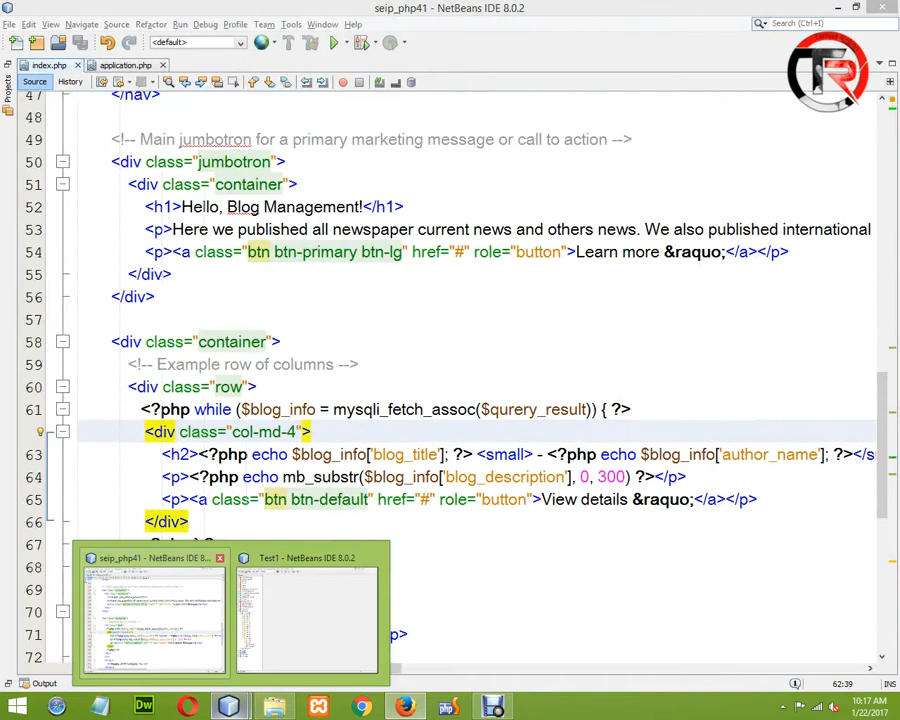 seip_php41 - NetBeans IDE 8.0.2
File Edit View Navigate Source Refactor Run Debug Profile Team Tools Window Help
Search (Ctrl+I)
<default>
index.php application.php
Source History
Projects
47 </nav>
48
49 <!-- Main jumbotron for a primary marketing message or call to action -->
50 <div class="jumbotron">
51 <div class="container">
52 <h1>Hello, Blog Management!</h1>
53 <p>Here we published all newspaper current news and others news. We also published international
54 <p><a class="btn btn-primary btn-lg" href="#" role="button">Learn more &raquo;</a></p>
55 </div>
56 </div>
57
58 <div class="container">
59 <!-- Example row of columns -->
60 <div class="row">
61 <?php while ($blog_info = mysqli_fetch_assoc($qurery_result)) { ?>
<div class="col-md-4">
63 <h2><?php echo $blog_info['blog_title']; ?> <small> - <?php echo $blog_info['author_name']; ?></s
64 <p><?php echo mb_substr($blog_info['blog_description'], 0, 300) ?></p>
65 <p><a class="btn btn-default" href="#" role="button">View details &raquo;</a></p>
66 </div>
67
68
69
70
71 p>
72
seip_php41 - NetBeans IDE 8... Test1 - NetBeans IDE 8.0.2
Output
62:39 INS
10:17 AM
1/22/2017